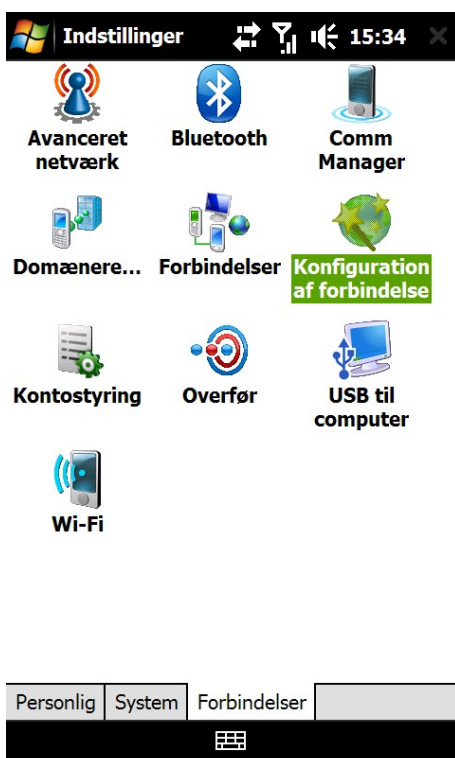 Indstillinger 15:34
Avanceret
netværk
Bluetooth
Comm
Manager
Domænere...
Forbindelser
Konfiguration
af forbindelse
Kontostyring
Overfør
USB til
computer
Wi-Fi
Personlig System Forbindelser